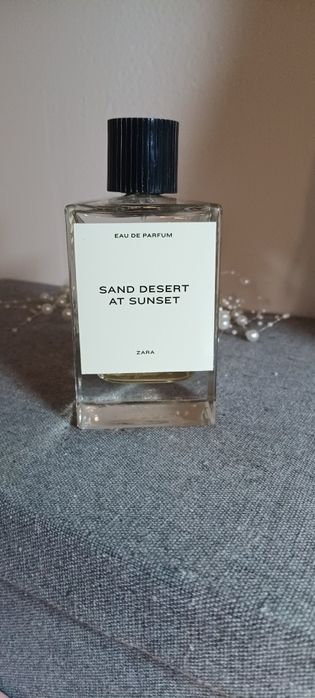 EAU DE PARFUM
SAND DESERT
AT SUNSET
ZARA